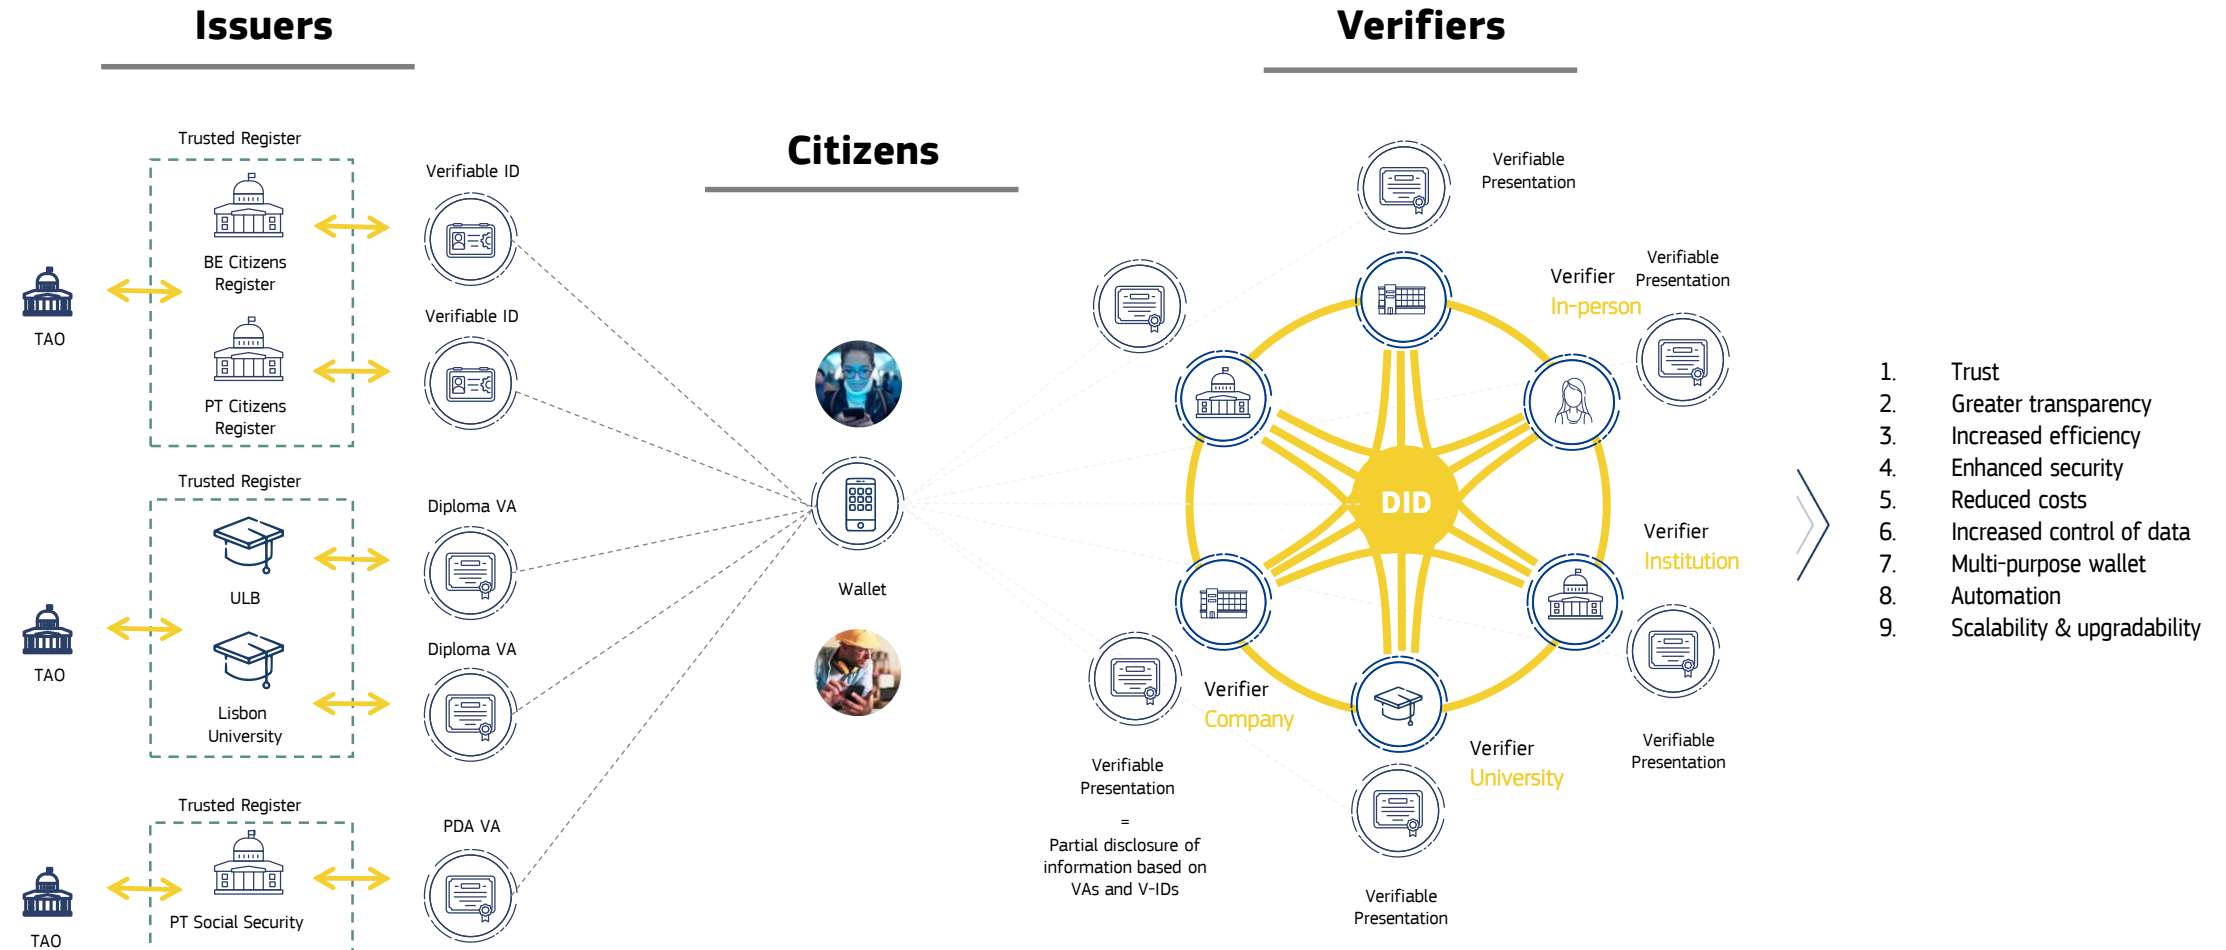 Issuers
Verifiers
Citizens
Trusted Register
BE Citizens
Register
PT Citizens
Register
TAO
Verifiable ID
Verifiable ID
Trusted Register
ULB
Lisbon
University
TAO
Diploma VA
Diploma VA
Trusted Register
PT Social Security
TAO
PDA VA
Wallet
Verifiable
Presentation
Verifier
In-person
Verifiable
Presentation
DID
Verifier
Institution
Verifiable
Presentation
Verifier
Company
Verifier
University
Verifiable
Presentation
=
Partial disclosure of
information based on
VAs and V-IDs
Verifiable
Presentation
1. Trust
2. Greater transparency
3. Increased efficiency
4. Enhanced security
5. Reduced costs
6. Increased control of data
7. Multi-purpose wallet
8. Automation
9. Scalability & upgradability